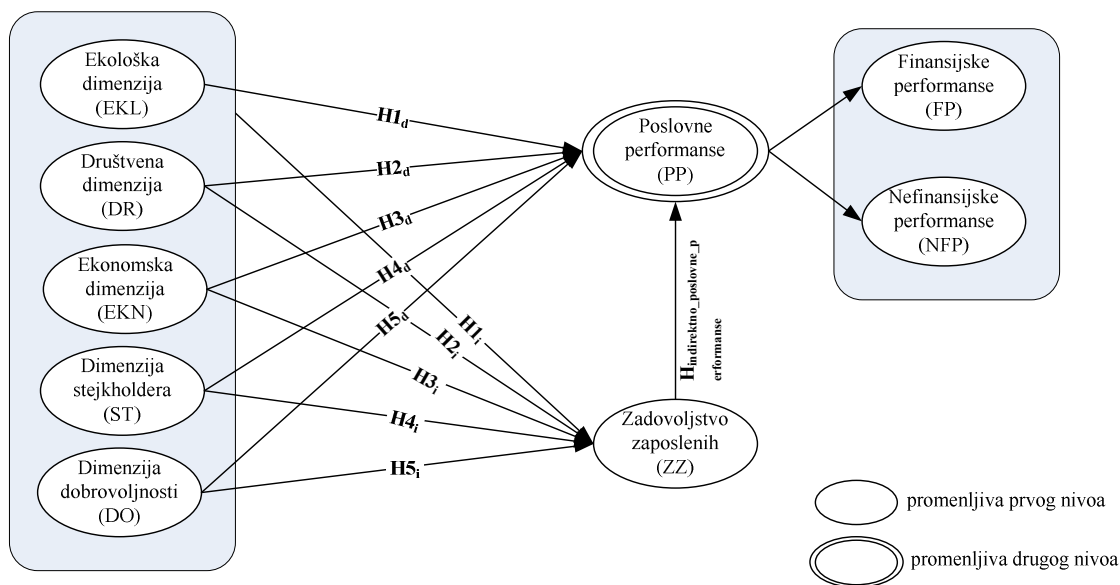 Ekološka
dimenzija
(EKL)
Društvena
dimenzija
(DR)
Ekonomska
dimenzija
(EKN)
Dimenzija
stejkholdera
(ST)
Dimenzija
dobrovoljnosti
(DO)
H1d
H2d
H3d
H4d
H5d
H1i
H2i
H3i
H4i
H5i
Poslovne
performanse
(PP)
Hindirektno_poslovne_p
erformanse
Zadovoljstvo
zaposlenih
(ZZ)
Finansijske
performanse
(FP)
Nefinansijske
performanse
(NFP)
promenljiva prvog nivoa
promenljiva drugog nivoa